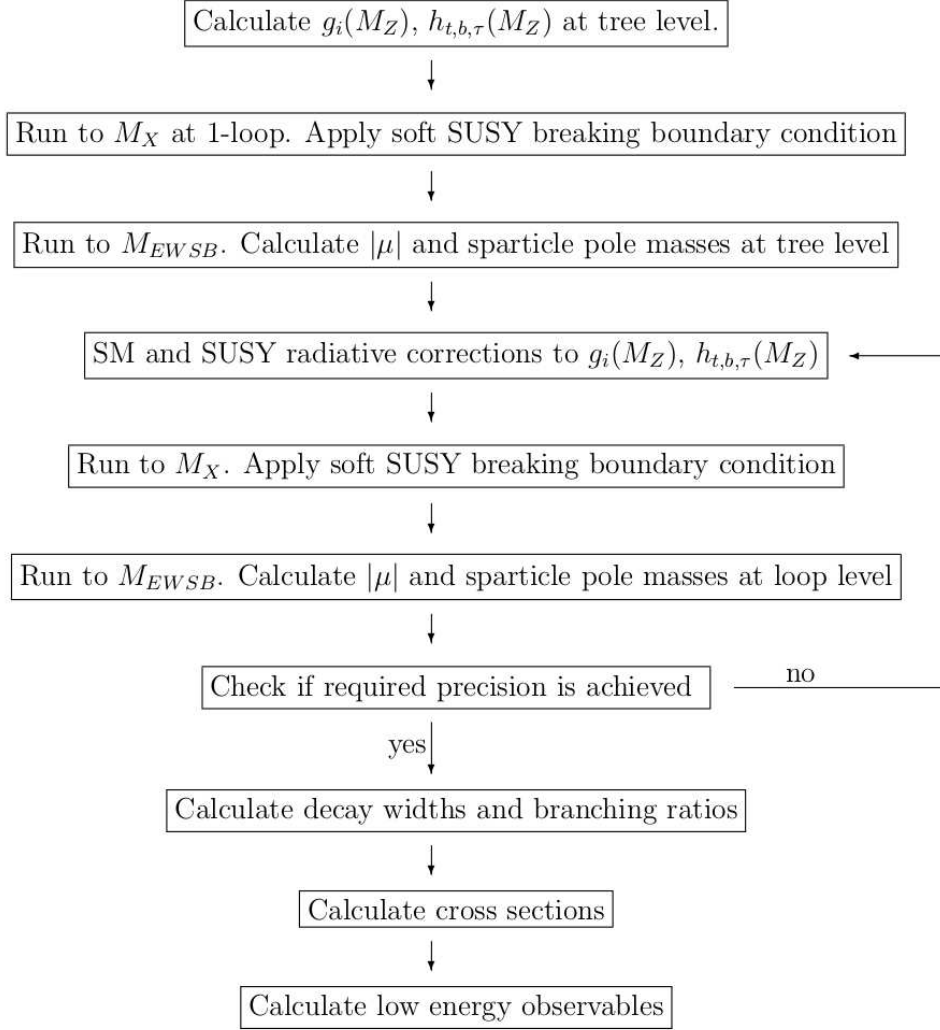 Calculate g_i(M_Z), h_{t,b,τ}(M_Z) at tree level.
Run to M_X at 1-loop. Apply soft SUSY breaking boundary condition
Run to M_{EWSB}. Calculate |μ| and sparticle pole masses at tree level
SM and SUSY radiative corrections to g_i(M_Z), h_{t,b,τ}(M_Z)
Run to M_X. Apply soft SUSY breaking boundary condition
Run to M_{EWSB}. Calculate |μ| and sparticle pole masses at loop level
Check if required precision is achieved
no
yes
Calculate decay widths and branching ratios
Calculate cross sections
Calculate low energy observables